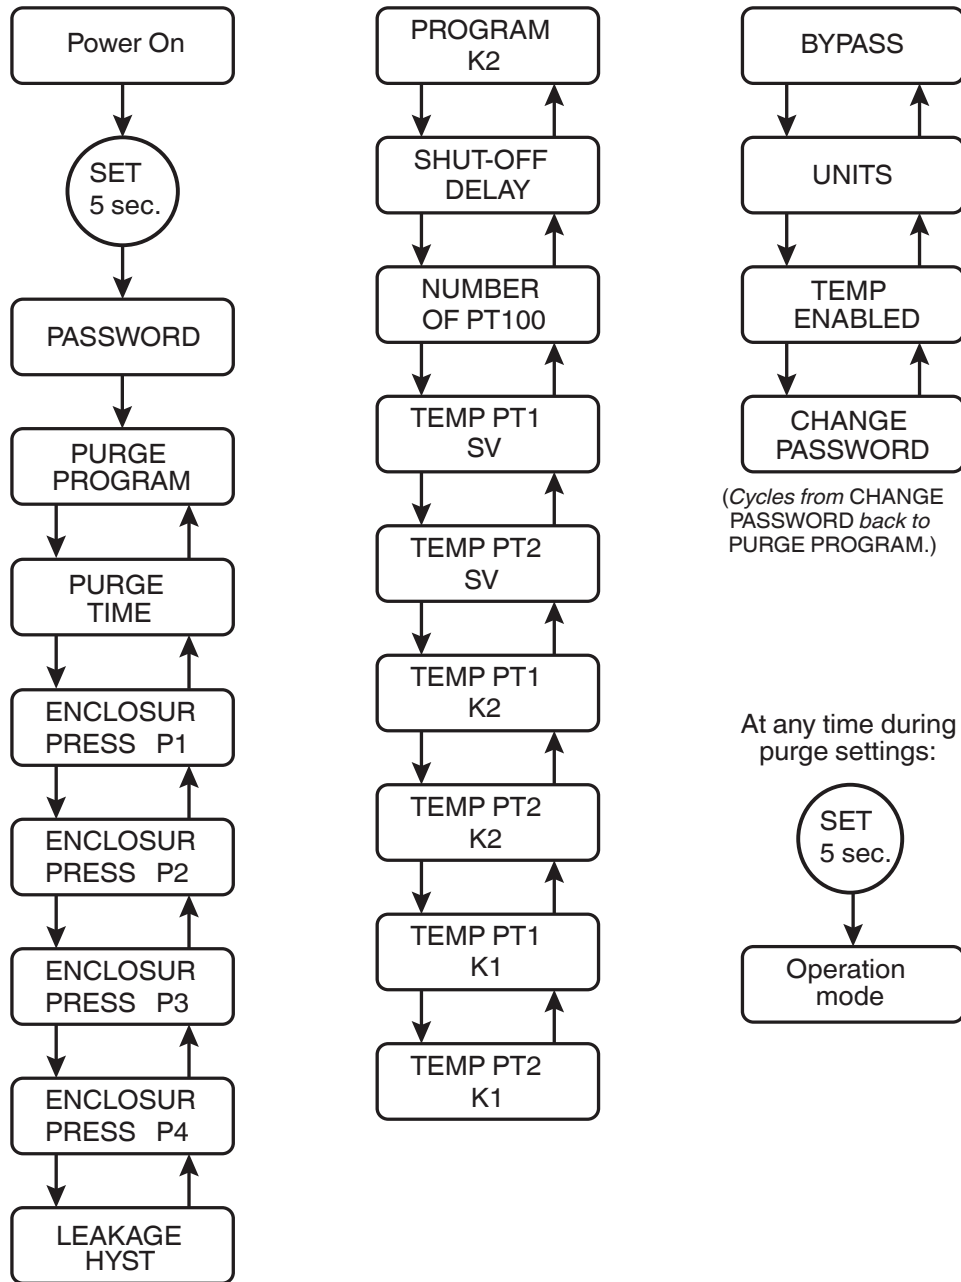 Power On
SET
5 sec.
PASSWORD
PURGE
PROGRAM
PURGE
TIME
ENCLOSUR
PRESS P1
ENCLOSUR
PRESS P2
ENCLOSUR
PRESS P3
ENCLOSUR
PRESS P4
LEAKAGE
HYST
PROGRAM
K2
SHUT-OFF
DELAY
NUMBER
OF PT100
TEMP PT1
SV
TEMP PT2
SV
TEMP PT1
K2
TEMP PT2
K2
TEMP PT1
K1
TEMP PT2
K1
BYPASS
UNITS
TEMP
ENABLED
CHANGE
PASSWORD
(Cycles from CHANGE
PASSWORD back to
PURGE PROGRAM.)
At any time during
purge settings:
SET
5 sec.
Operation
mode